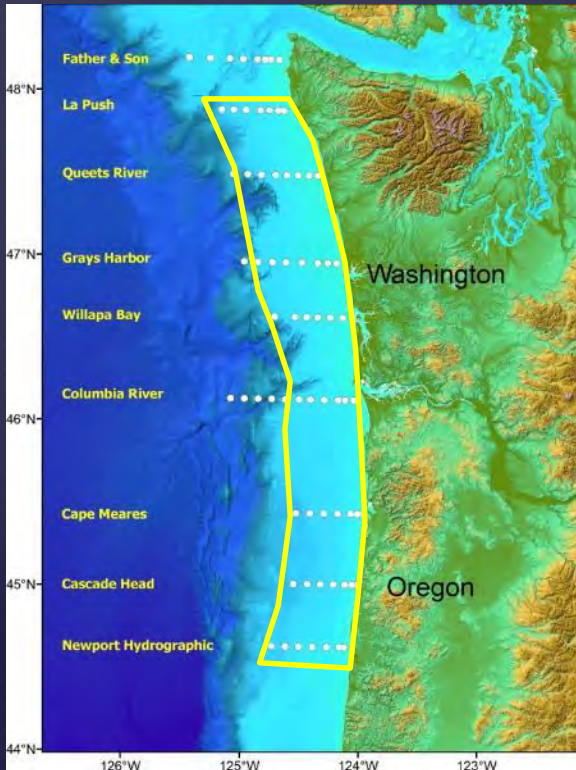 Father & Son
48°N
La Push
Queets River
47°N
Grays Harbor
Washington
Willapa Bay
Columbia River
46°N
Cape Meares
45°N
Cascade Head
Oregon
Newport Hydrographic
44°N
126°W 125°W 124°W 123°W